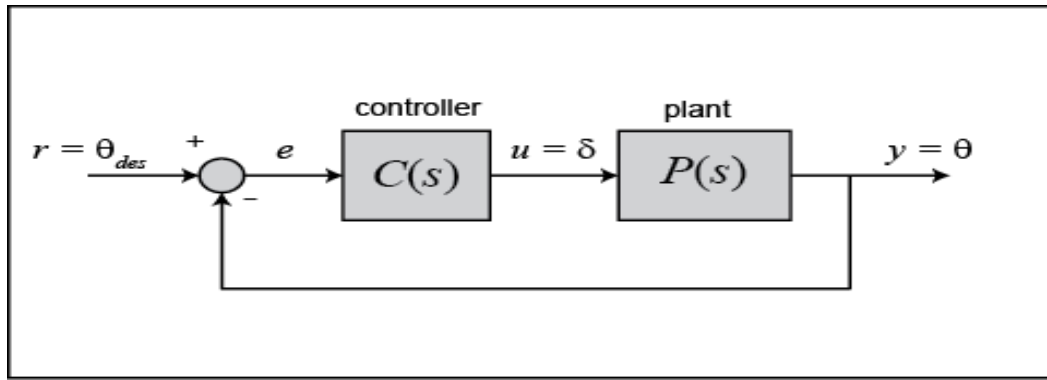 controller
plant
r = θdes
+
e
C(s)
u = δ
P(s)
y = θ
−